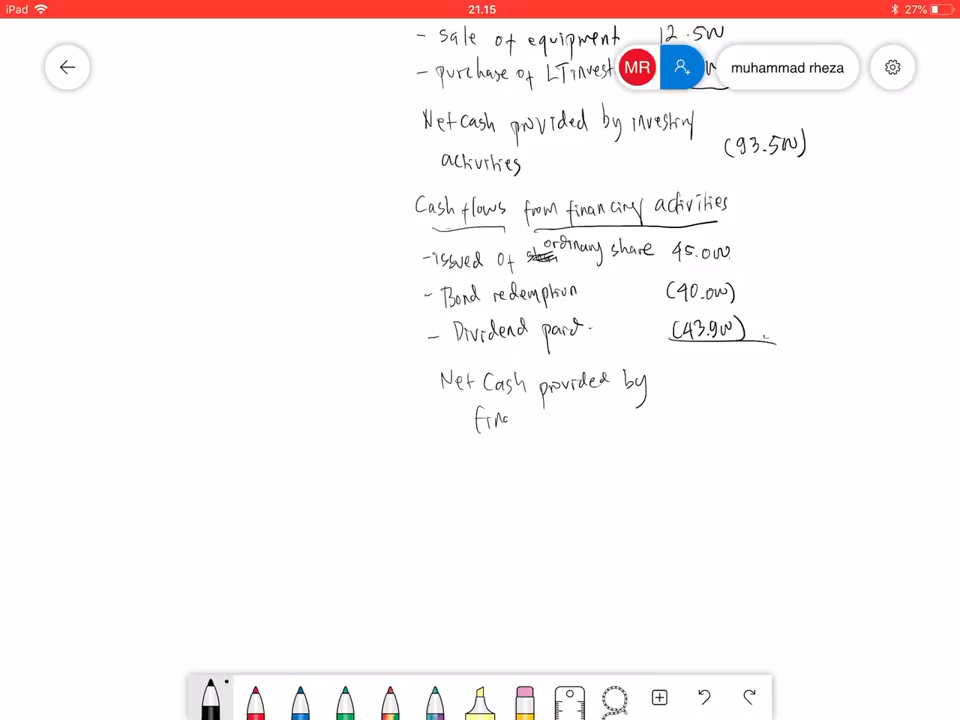 iPad
21.15
27%
- sale of equipment 12.500
- purchase of LT invest
MR
muhammad rheza
Net cash provided by investing
activities
(93.500)
Cash flows from financing activities
- issued of ordinary share 45.000
- Bond redemption (40.000)
- Dividend paid. (43.900)
Net Cash provided by
finc